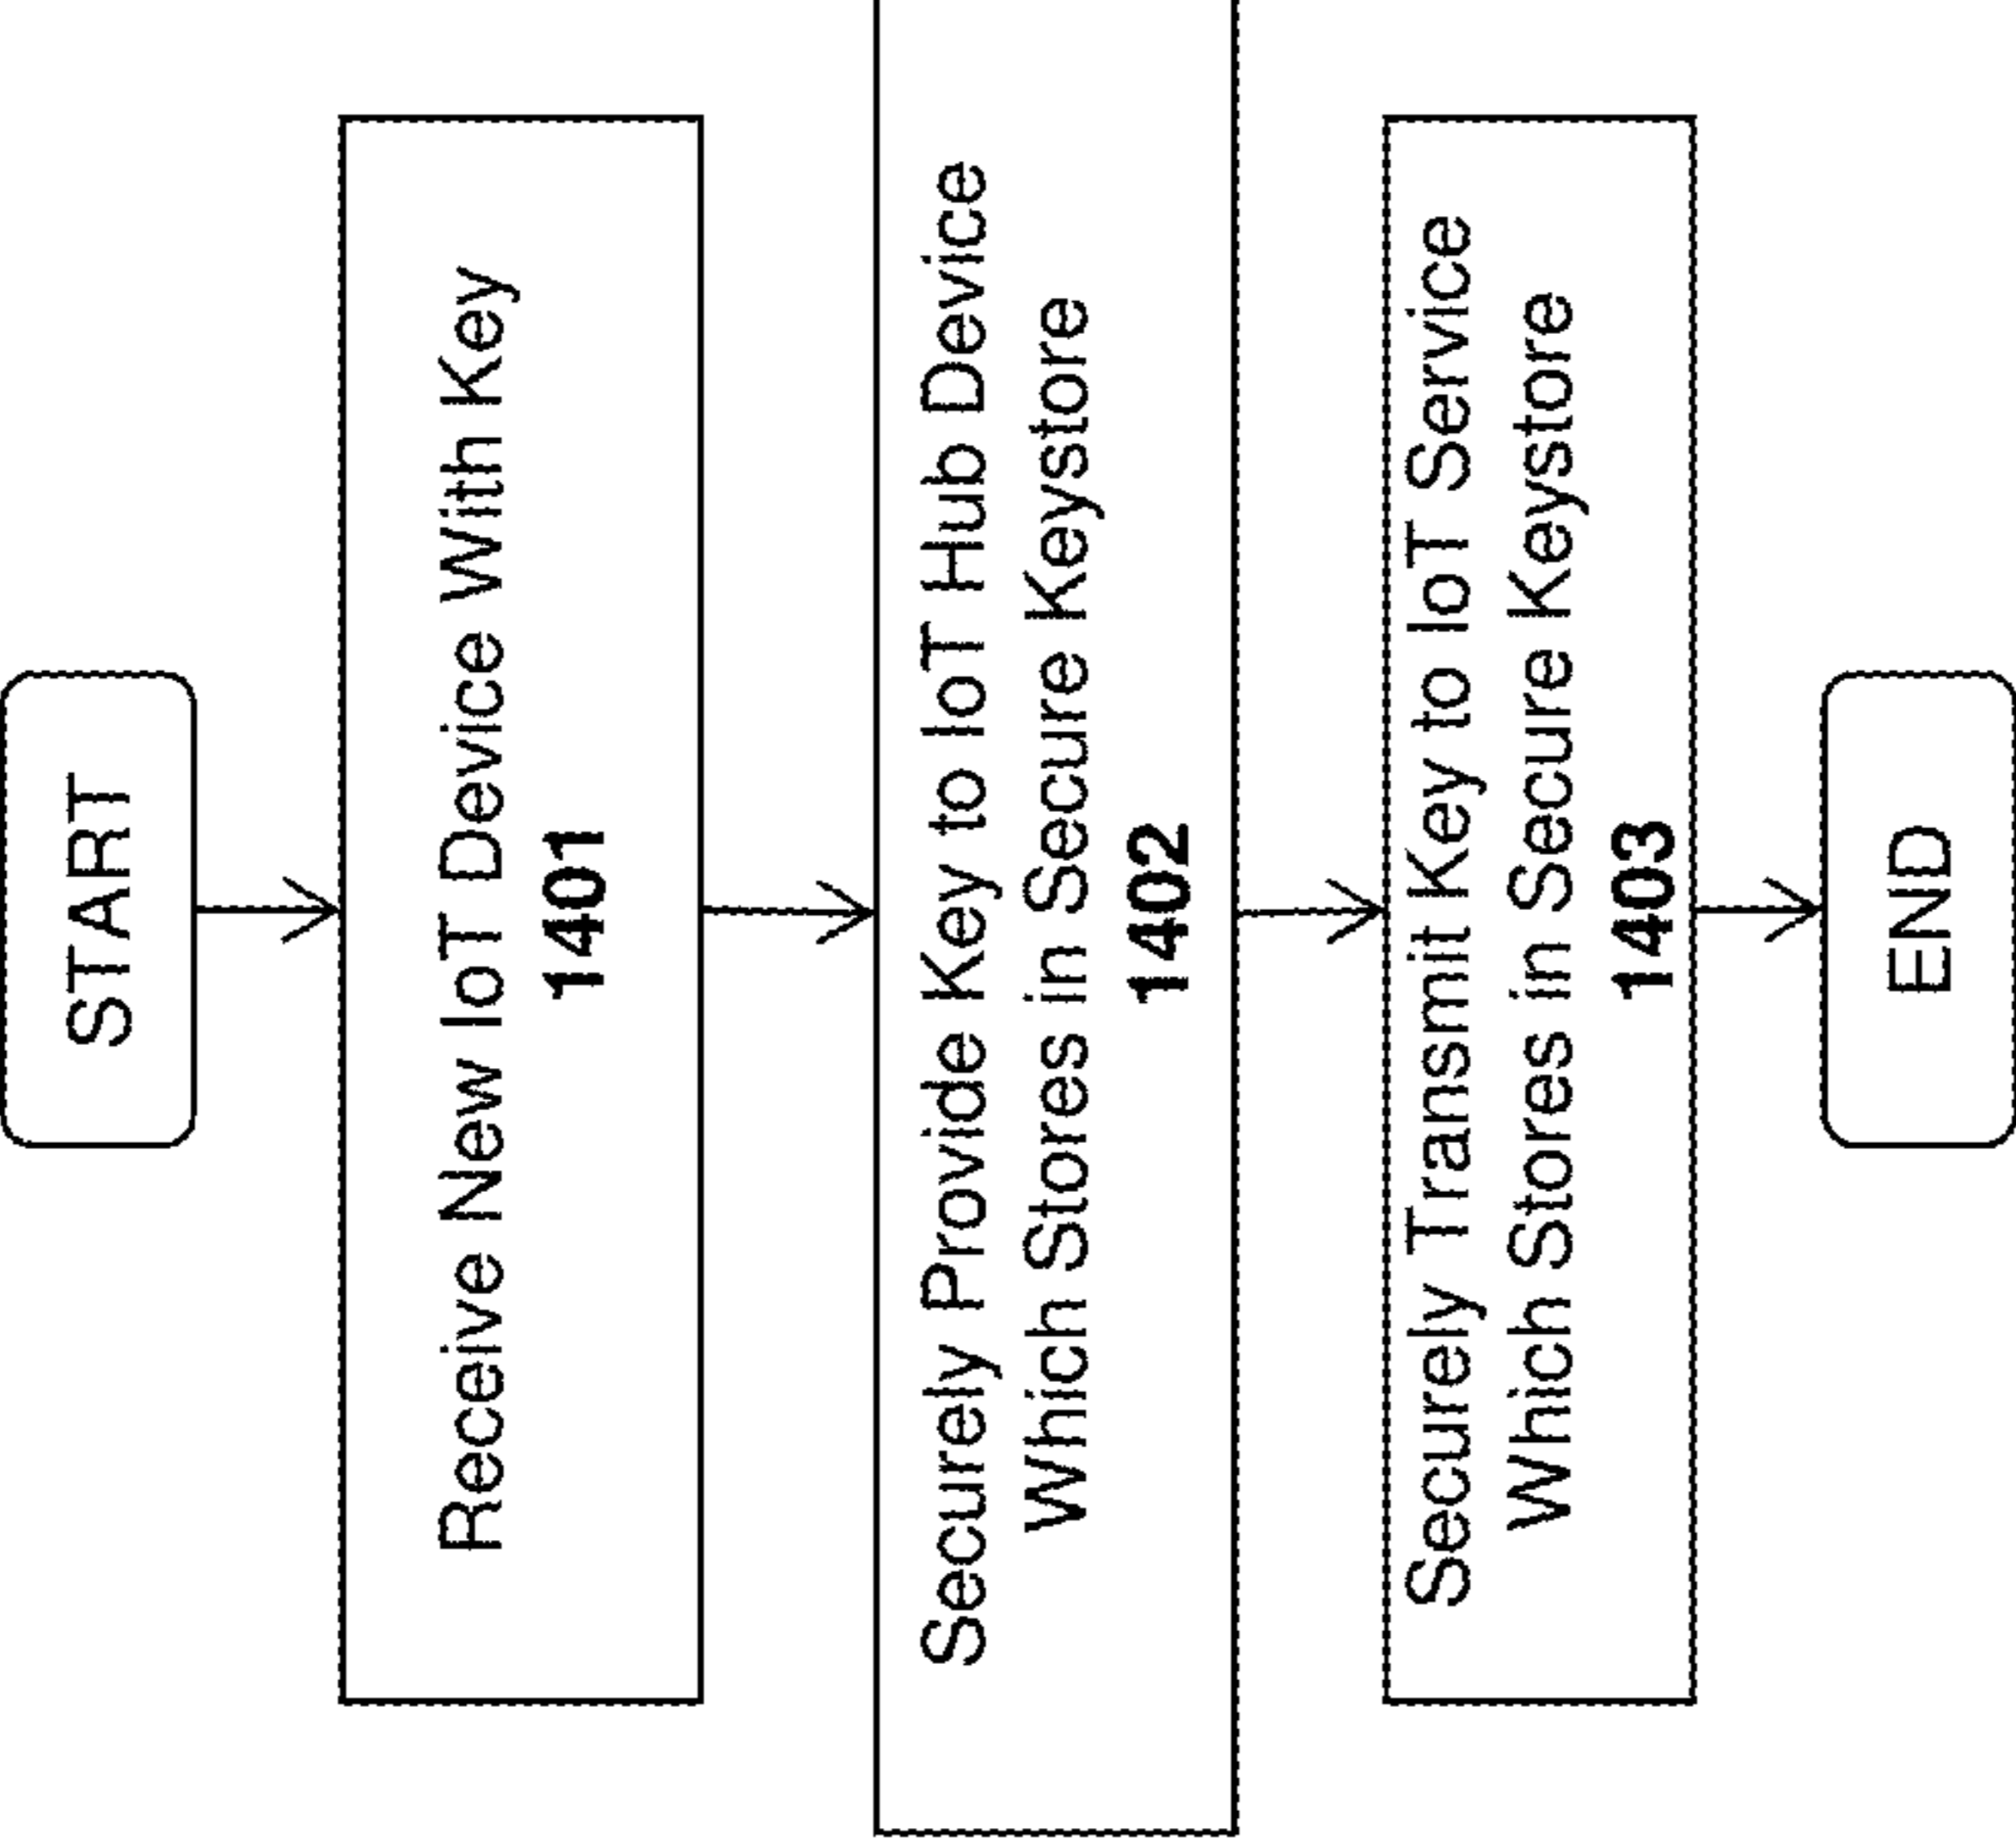 START
Receive New IoT Device With Key
1401
Securely Provide Key to IoT Hub Device
Which Stores in Secure Keystore
1402
Securely Transmit Key to IoT Service
Which Stores in Secure Keystore
1403
END